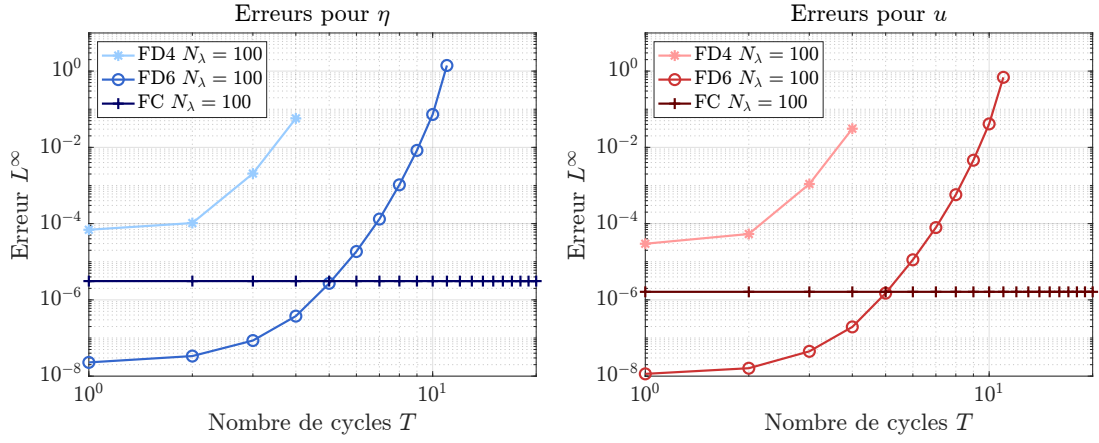 Erreurs pour η
FD4 N_λ = 100
FD6 N_λ = 100
FC N_λ = 100
Erreur L^∞
10^0
10^-2
10^-4
10^-6
10^-8
10^0
10^1
Nombre de cycles T
Erreurs pour u
FD4 N_λ = 100
FD6 N_λ = 100
FC N_λ = 100
Erreur L^∞
10^0
10^-2
10^-4
10^-6
10^-8
10^0
10^1
Nombre de cycles T